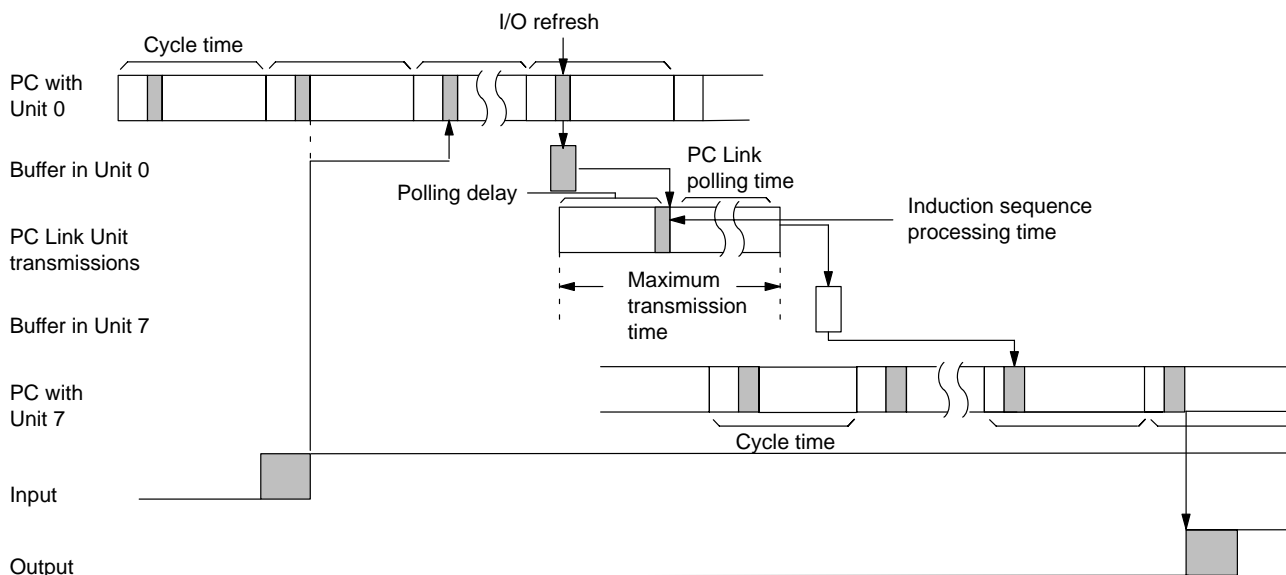 I/O refresh
Cycle time
PC with
Unit 0
Buffer in Unit 0
PC Link
polling time
Polling delay
Induction sequence
processing time
PC Link Unit
transmissions
Maximum
transmission
time
Buffer in Unit 7
PC with
Unit 7
Cycle time
Input
Output